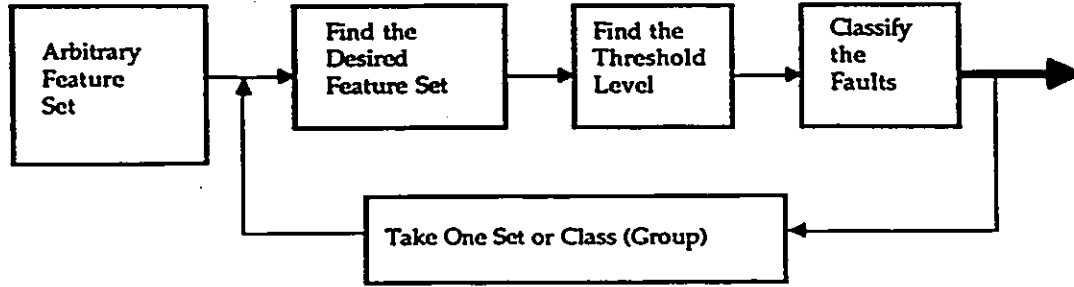 Arbitrary
Feature
Set
Find the
Desired
Feature Set
Find the
Threshold
Level
Classify
the
Faults
Take One Set or Class (Group)